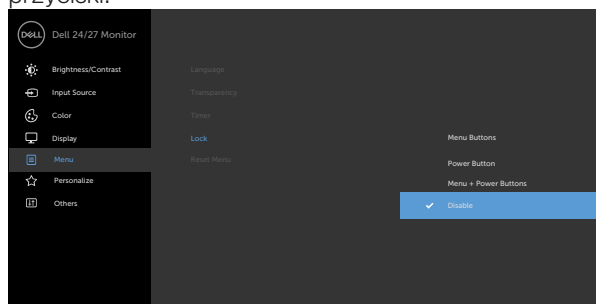 przyciski.
DELL
Dell 24/27 Monitor
Brightness/Contrast
Input Source
Color
Display
Menu
Personalize
Others
Language
Transparency
Timer
Lock
Reset Menu
Menu Buttons
Power Button
Menu + Power Buttons
Disable